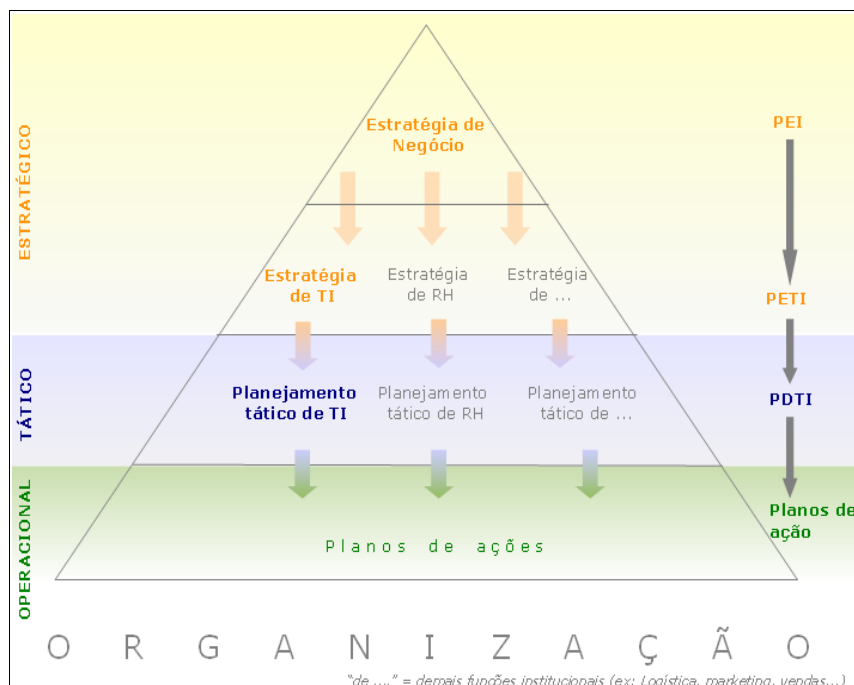 ESTRATÉGICO
Estratégia de
Negócio
PEI
Estratégia
de TI
Estratégia
de RH
Estratégia
de ...
PETI
TÁTICO
Planejamento
tático de TI
Planejamento
tático de RH
Planejamento
tático de ...
PDTI
OPERACIONAL
Planos de ações
Planos de
ação
ORGANIZAÇÃO
"de ...." = demais funções institucionais (ex: Logística, marketing, vendas...)